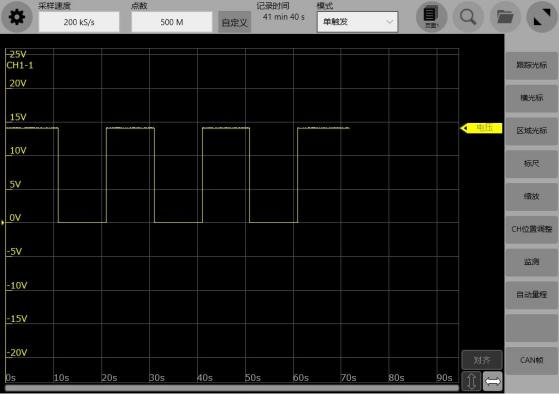 采样速度 点数 记录时间 模式
200 kS/s 500 M 自定义 41 min 40 s 单触发
25V
CH1-1
20V
15V
10V
5V
0V
-5V
-10V
-15V
-20V
0s 10s 20s 30s 40s 50s 60s 70s 80s 90s
电压
跟踪光标
横光标
区域光标
标尺
缩放
CH位置调整
监测
自动量程
CAN帧
对齐